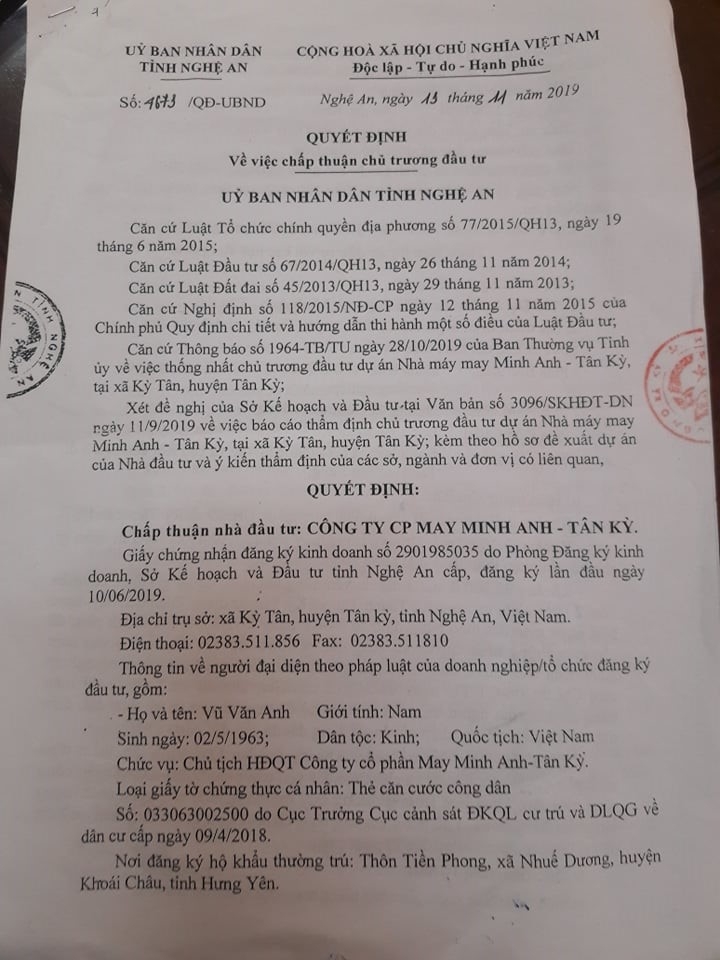 UỶ BAN NHÂN DÂN
TỈNH NGHỆ AN
CỘNG HOÀ XÃ HỘI CHỦ NGHĨA VIỆT NAM
Độc lập - Tự do - Hạnh phúc
Số: 4673 /QĐ-UBND
Nghệ An, ngày 13 tháng 11 năm 2019
QUYẾT ĐỊNH
Về việc chấp thuận chủ trương đầu tư
UỶ BAN NHÂN DÂN TỈNH NGHỆ AN
Căn cứ Luật Tổ chức chính quyền địa phương số 77/2015/QH13, ngày 19
tháng 6 năm 2015;
Căn cứ Luật Đầu tư số 67/2014/QH13, ngày 26 tháng 11 năm 2014;
Căn cứ Luật Đất đai số 45/2013/QH13, ngày 29 tháng 11 năm 2013;
Căn cứ Nghị định số 118/2015/NĐ-CP ngày 12 tháng 11 năm 2015 của
Chính phủ Quy định chi tiết và hướng dẫn thi hành một số điều của Luật Đầu tư;
Căn cứ Thông báo số 1964-TB/TU ngày 28/10/2019 của Ban Thường vụ Tỉnh
ủy về việc thống nhất chủ trương đầu tư dự án Nhà máy may Minh Anh - Tân Kỳ,
tại xã Kỳ Tân, huyện Tân Kỳ;
Xét đề nghị của Sở Kế hoạch và Đầu tư tại Văn bản số 3096/SKHĐT-DN
ngày 11/9/2019 về việc báo cáo thẩm định chủ trương đầu tư dự án Nhà máy may
Minh Anh - Tân Kỳ, tại xã Kỳ Tân, huyện Tân Kỳ; kèm theo hồ sơ đề xuất dự án
của Nhà đầu tư và ý kiến thẩm định của các sở, ngành và đơn vị có liên quan,
QUYẾT ĐỊNH:
Chấp thuận nhà đầu tư: CÔNG TY CP MAY MINH ANH - TÂN KỲ.
Giấy chứng nhận đăng ký kinh doanh số 2901985035 do Phòng Đăng ký kinh
doanh, Sở Kế hoạch và Đầu tư tỉnh Nghệ An cấp, đăng ký lần đầu ngày
10/06/2019.
Địa chỉ trụ sở: xã Kỳ Tân, huyện Tân kỳ, tỉnh Nghệ An, Việt Nam.
Điện thoại: 02383.511.856 Fax: 02383.511810
Thông tin về người đại diện theo pháp luật của doanh nghiệp/tổ chức đăng ký
đầu tư, gồm:
- Họ và tên: Vũ Văn Anh Giới tính: Nam
Sinh ngày: 02/5/1963; Dân tộc: Kinh; Quốc tịch: Việt Nam
Chức vụ: Chủ tịch HĐQT Công ty cổ phần May Minh Anh-Tân Kỳ.
Loại giấy tờ chứng thực cá nhân: Thẻ căn cước công dân
Số: 033063002500 do Cục Trưởng Cục cảnh sát ĐKQL cư trú và DLQG về
dân cư cấp ngày 09/4/2018.
Nơi đăng ký hộ khẩu thường trú: Thôn Tiền Phong, xã Nhuế Dương, huyện
Khoái Châu, tỉnh Hưng Yên.